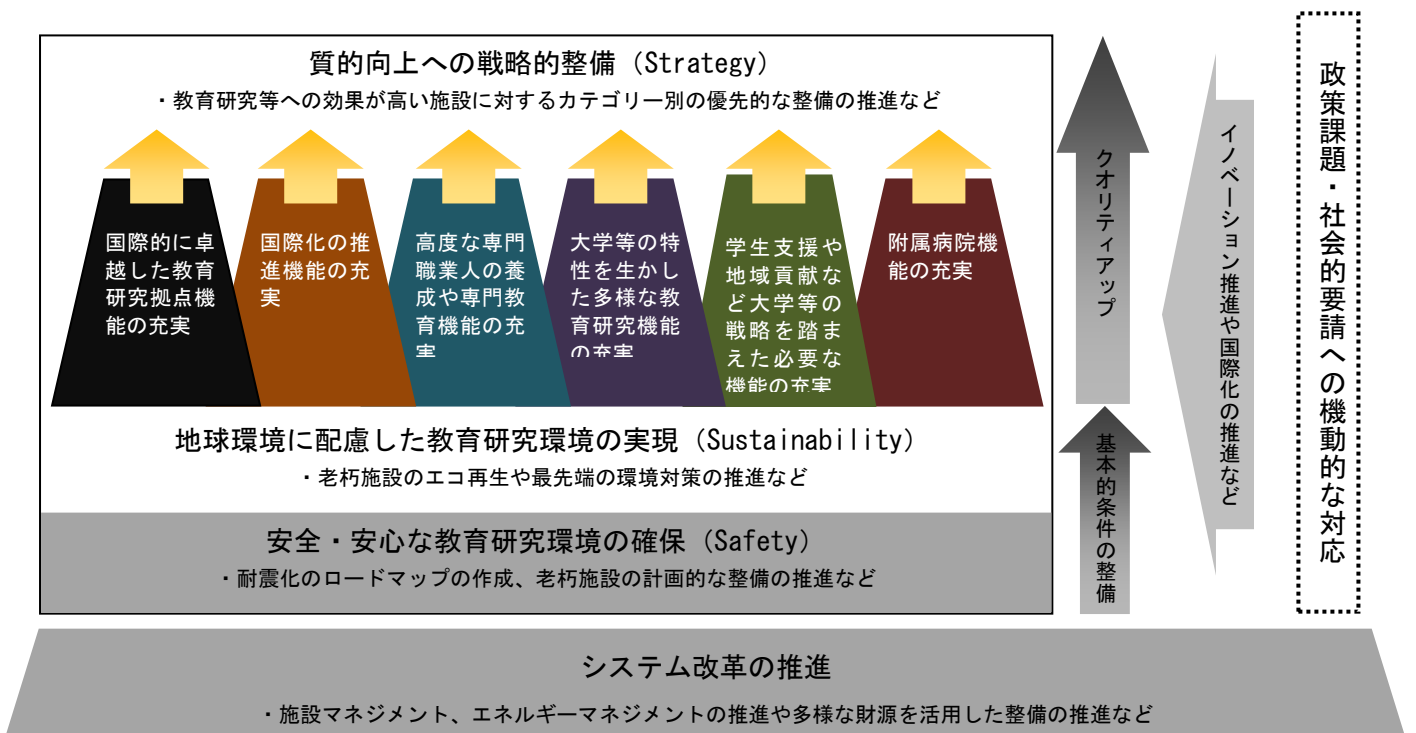 質的向上への戦略的整備（Strategy）
・教育研究等への効果が高い施設に対するカテゴリー別の優先的な整備の推進など
国際的に卓
越した教育
研究拠点機
能の充実
国際化の推
進機能の充
実
高度な専門
職業人の養
成や専門教
育機能の充
実
大学等の特
性を生かし
た多様な教
育研究機能
の充実
学生支援や
地域貢献な
ど大学等の
戦略を踏ま
えた必要な
機能の充実
附属病院機
能の充実
地球環境に配慮した教育研究環境の実現（Sustainability）
・老朽施設のエコ再生や最先端の環境対策の推進など
安全・安心な教育研究環境の確保（Safety）
・耐震化のロードマップの作成、老朽施設の計画的な整備の推進など
クオリティアップ
基本的条件の整備
イノベーション推進や国際化の推進など
政策課題・社会的要請への機動的な対応
システム改革の推進
・施設マネジメント、エネルギーマネジメントの推進や多様な財源を活用した整備の推進など